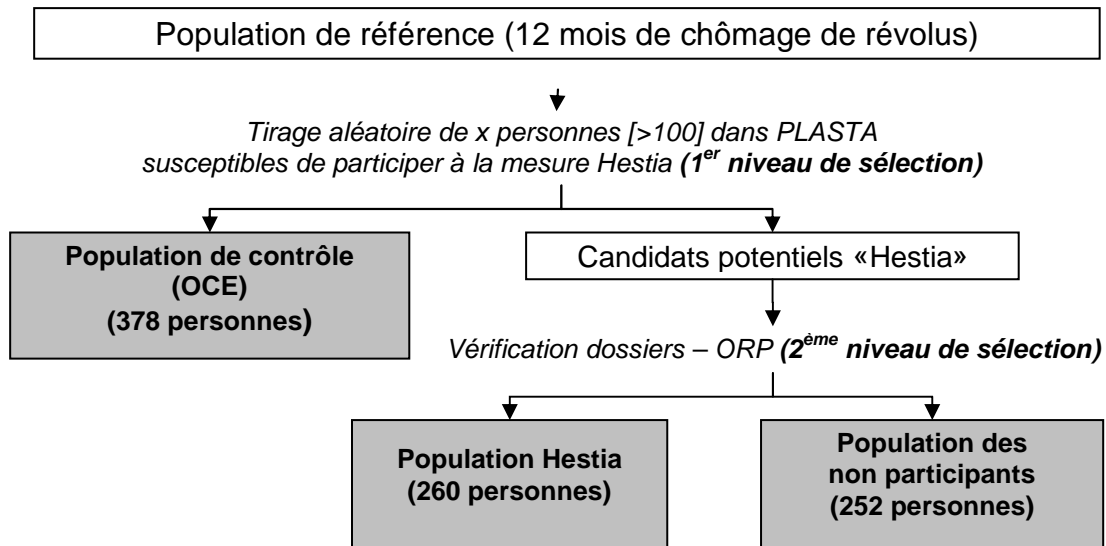 Population de référence (12 mois de chômage de révolus)
Tirage aléatoire de x personnes [>100] dans PLASTA
susceptibles de participer à la mesure Hestia (1er niveau de sélection)
Population de contrôle
(OCE)
(378 personnes)
Candidats potentiels «Hestia»
Vérification dossiers – ORP (2ème niveau de sélection)
Population Hestia
(260 personnes)
Population des
non participants
(252 personnes)